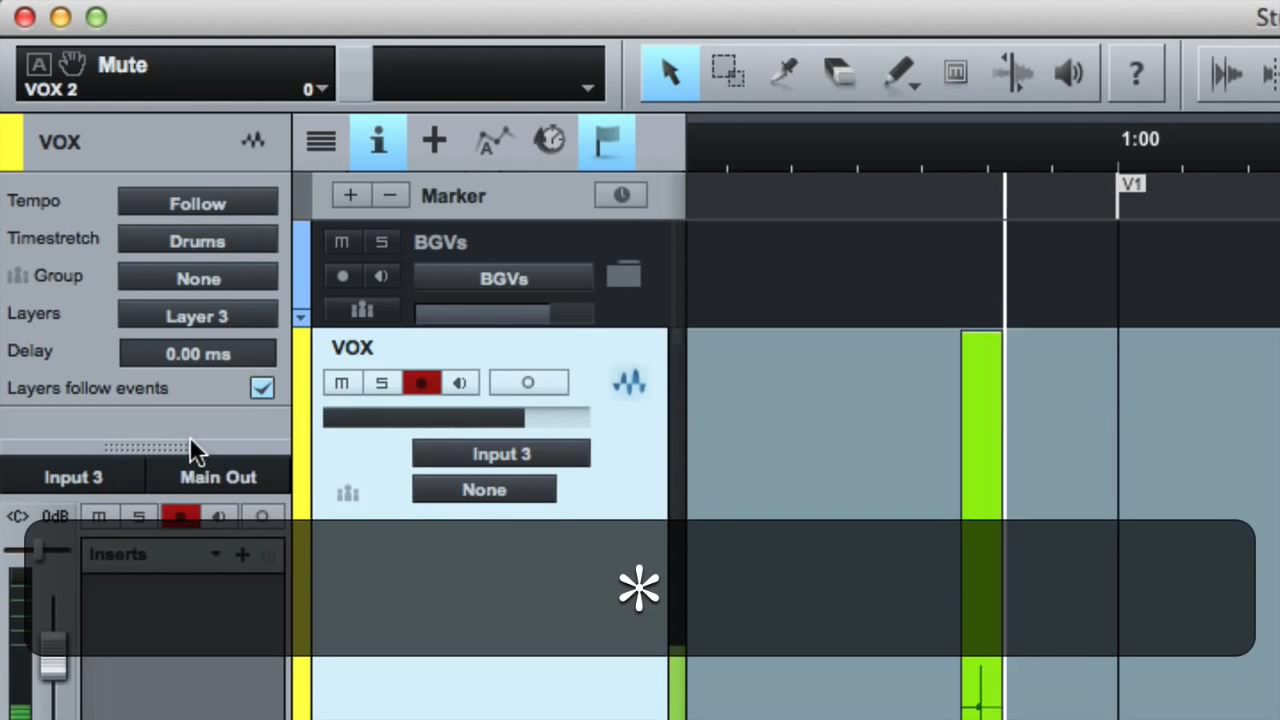 St
A Mute
VOX 2 0
?
VOX
i
A
1:00
Tempo Follow
+ - Marker
V1
Timestretch Drums
M S BGVs
Group None
BGVs
Layers Layer 3
Delay 0.00 ms
VOX
Layers follow events
M S
Input 3
Input 3 Main Out
None
<C> 0dB M S
Inserts +
*